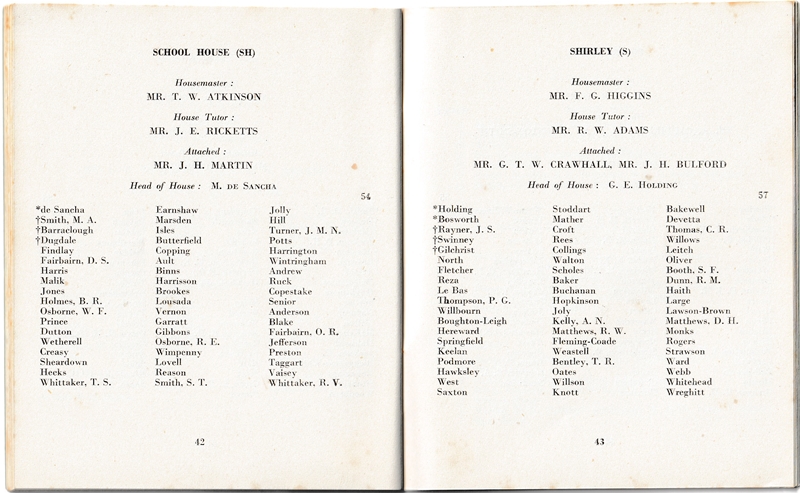 SCHOOL HOUSE (SH)
Housemaster :
MR. T. W. ATKINSON
House Tutor :
MR. J. E. RICKETTS
Attached :
MR. J. H. MARTIN
Head of House : M. DE SANCHA
54
*de Sancha Earnshaw Jolly
†Smith, M. A. Marsden Hill
†Barraclough Isles Turner, J. M. N.
†Dugdale Butterfield Potts
Findlay Copping Harrington
Fairbairn, D. S. Ault Wintringham
Harris Binns Andrew
Malik Harrisson Ruck
Jones Brookes Copestake
Holmes, B. R. Lousada Senior
Osborne, W. F. Vernon Anderson
Prince Garratt Blake
Dutton Gibbons Fairbairn, O. R.
Wetherell Osborne, R. E. Jefferson
Creasy Wimpenny Preston
Sheardown Lovell Taggart
Heeks Reason Vaisey
Whittaker, T. S. Smith, S. T. Whittaker, R. V.
42
SHIRLEY (S)
Housemaster :
MR. F. G. HIGGINS
House Tutor :
MR. R. W. ADAMS
Attached :
MR. G. T. W. CRAWHALL, MR. J. H. BULFORD
Head of House : G. E. HOLDING
57
*Holding Stoddart Bakewell
*Bosworth Mather Devetta
†Rayner, J. S. Croft Thomas, C. R.
†Swinney Rees Willows
†Gilchrist Collings Leitch
North Walton Oliver
Fletcher Scholes Booth, S. F.
Reza Baker Dunn, R. M.
Le Bas Buchanan Haith
Thompson, P. G. Hopkinson Large
Willbourn Joly Lawson-Brown
Boughton-Leigh Kelly, A. N. Matthews, D. H.
Hereward Matthews, R. W. Monks
Springfield Fleming-Coade Rogers
Keelan Weastell Strawson
Podmore Bentley, T. R. Ward
Hawksley Oates Webb
West Willson Whitehead
Saxton Knott Wreghitt
43